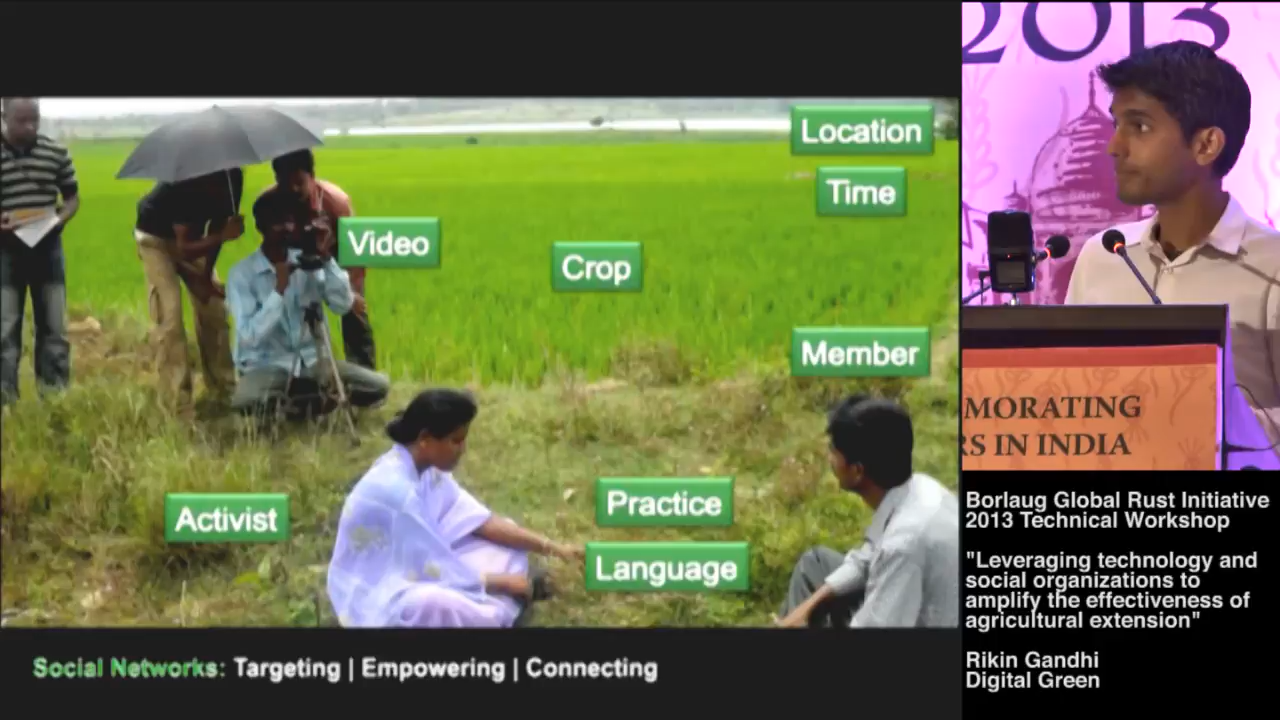 Location
Time
Video
Crop
Member
Practice
Activist
Language
Social Networks: Targeting | Empowering | Connecting
2013
MORATING
RS IN INDIA
Borlaug Global Rust Initiative
2013 Technical Workshop
"Leveraging technology and
social organizations to
amplify the effectiveness of
agricultural extension"
Rikin Gandhi
Digital Green